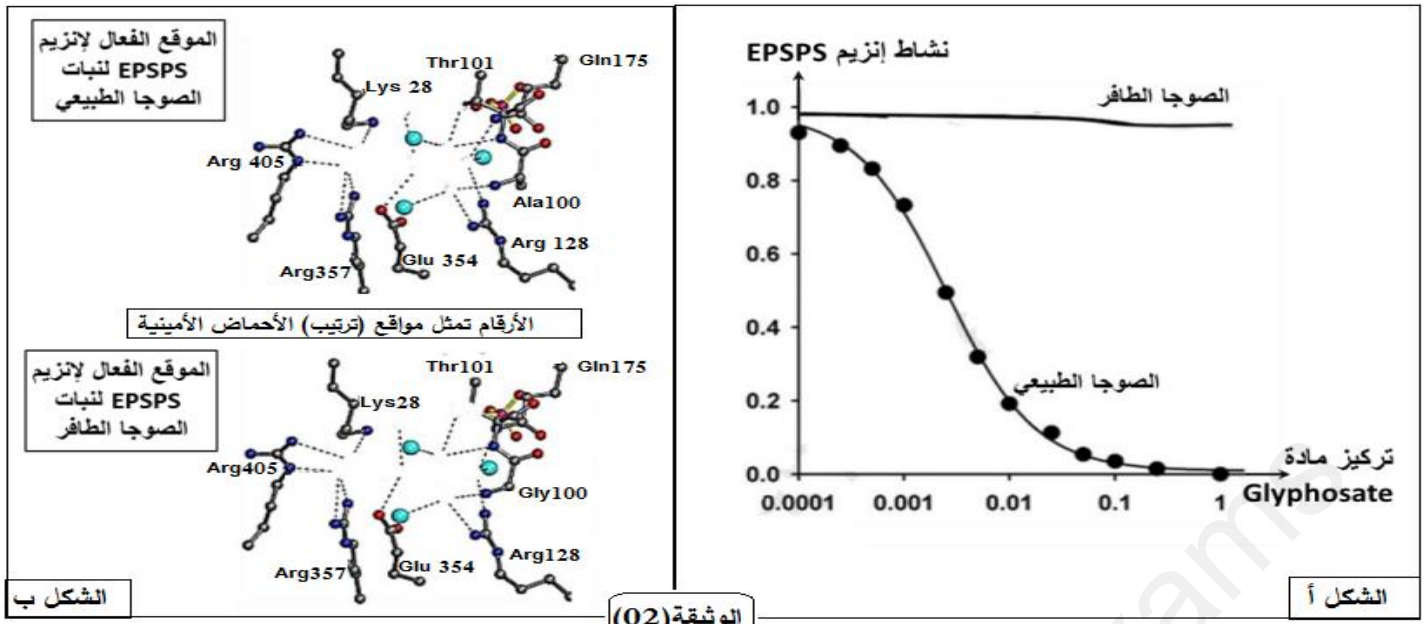 نشاط إنزيم EPSPS
1.0
0.8
0.6
0.4
0.2
0.0
الصوجا الطافر
الصوجا الطبيعي
0.0001
0.001
0.01
0.1
1
تركيز مادة
Glyphosate
الشكل أ
الموقع الفعال لإنزيم
EPSPS لنبات
الصوجا الطبيعي
Thr101
Gln175
Lys 28
Arg 405
Ala100
Arg 128
Glu 354
Arg357
الأرقام تمثل مواقع (ترتيب) الأحماض الأمينية
الموقع الفعال لإنزيم
EPSPS لنبات
الصوجا الطافر
Thr101
Gln175
Lys28
Arg405
Gly100
Arg128
Glu 354
Arg357
الشكل ب
الوثيقة(02)